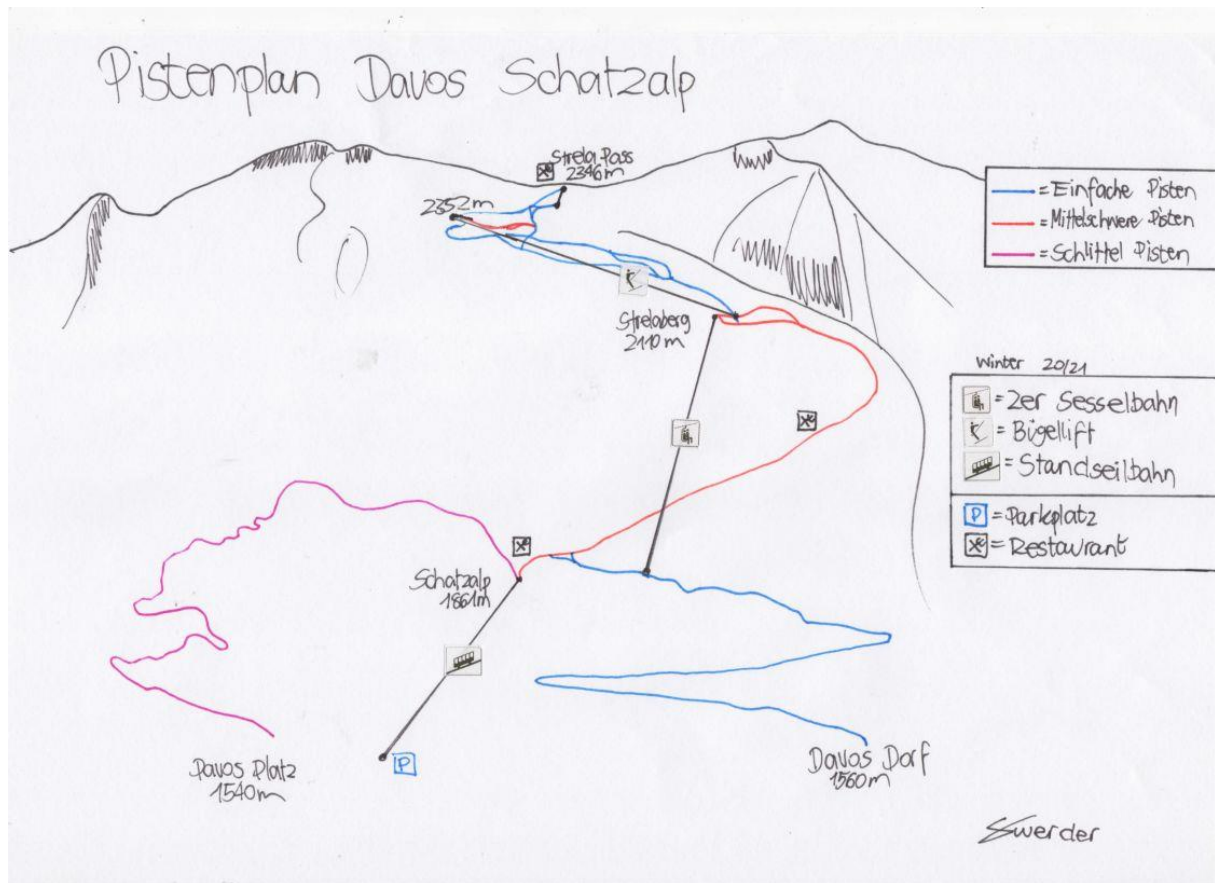 Pistenplan Davos Schatzalp
Strela Pass
2346m
2352m
= Einfache Pisten
= Mittelschwere Pisten
= Schlittel Pisten
Strelaberg
2110m
Winter 20/21
= 2er Sesselbahn
= Bügellift
= Standseilbahn
P = Parkplatz
= Restaurant
Schatzalp
1861m
P
Davos Platz
1540m
Davos Dorf
1560m
SSwerder